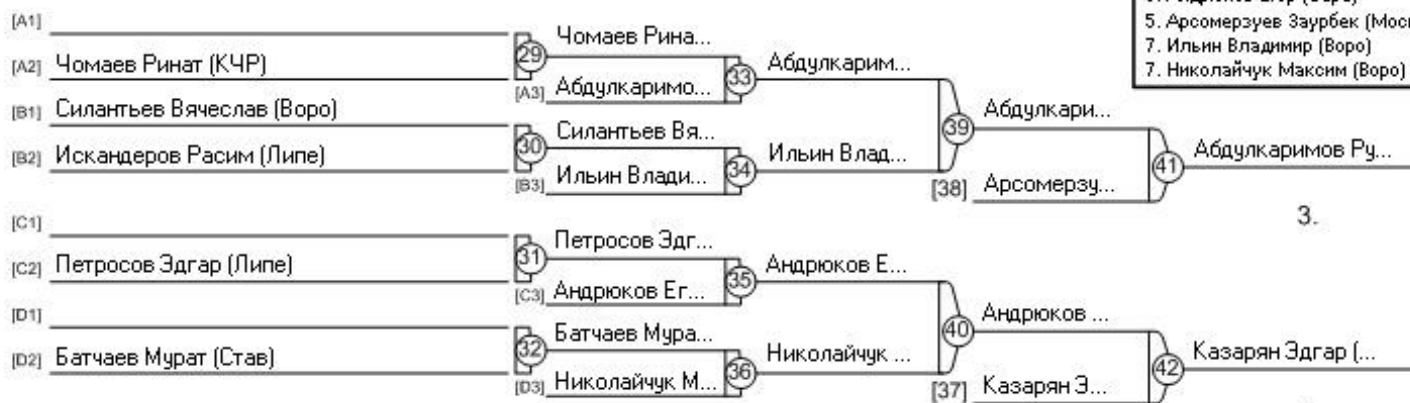 5. Арсомерзуев Заурбек (Моск
7. Ильин Владимир (Воро)
7. Николайчук Максим (Воро)
[A1]
[A2] Чомаев Ринат (КЧР)
[B1] Силантьев Вячеслав (Воро)
[B2] Искандеров Расим (Липе)
[C1]
[C2] Петросов Эдгар (Липе)
[D1]
[D2] Батчаев Мурат (Став)
29
Чомаев Рина...
[A3] Абдулкаримо...
30
Силантьев Вя...
[B3] Ильин Влади...
31
Петросов Эдг...
[C3] Андрюков Ег...
32
Батчаев Мура...
[D3] Николайчук М...
33
Абдулкарим...
34
Ильин Влад...
35
Андрюков Е...
36
Николайчук ...
39
Абдулкари...
[38] Арсомерзу...
40
Андрюков ...
[37] Казарян Э...
41
Абдулкаримов Ру...
3.
42
Казарян Эдгар (...